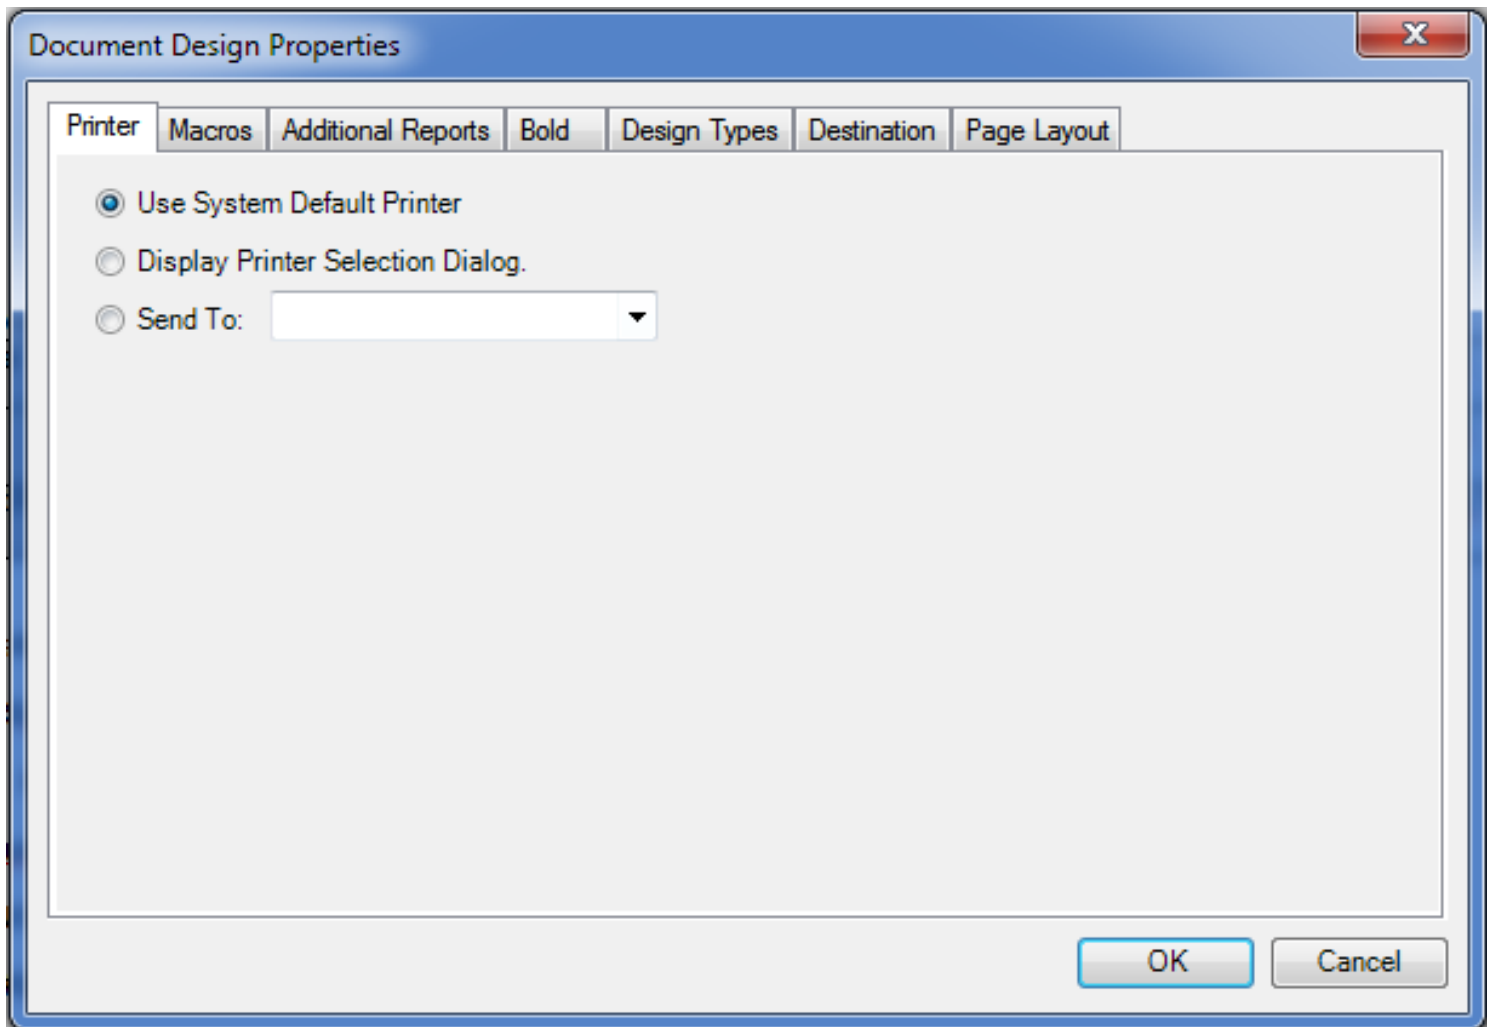 Document Design Properties
Printer Macros Additional Reports Bold Design Types Destination Page Layout
Use System Default Printer
Display Printer Selection Dialog.
Send To:
OK Cancel